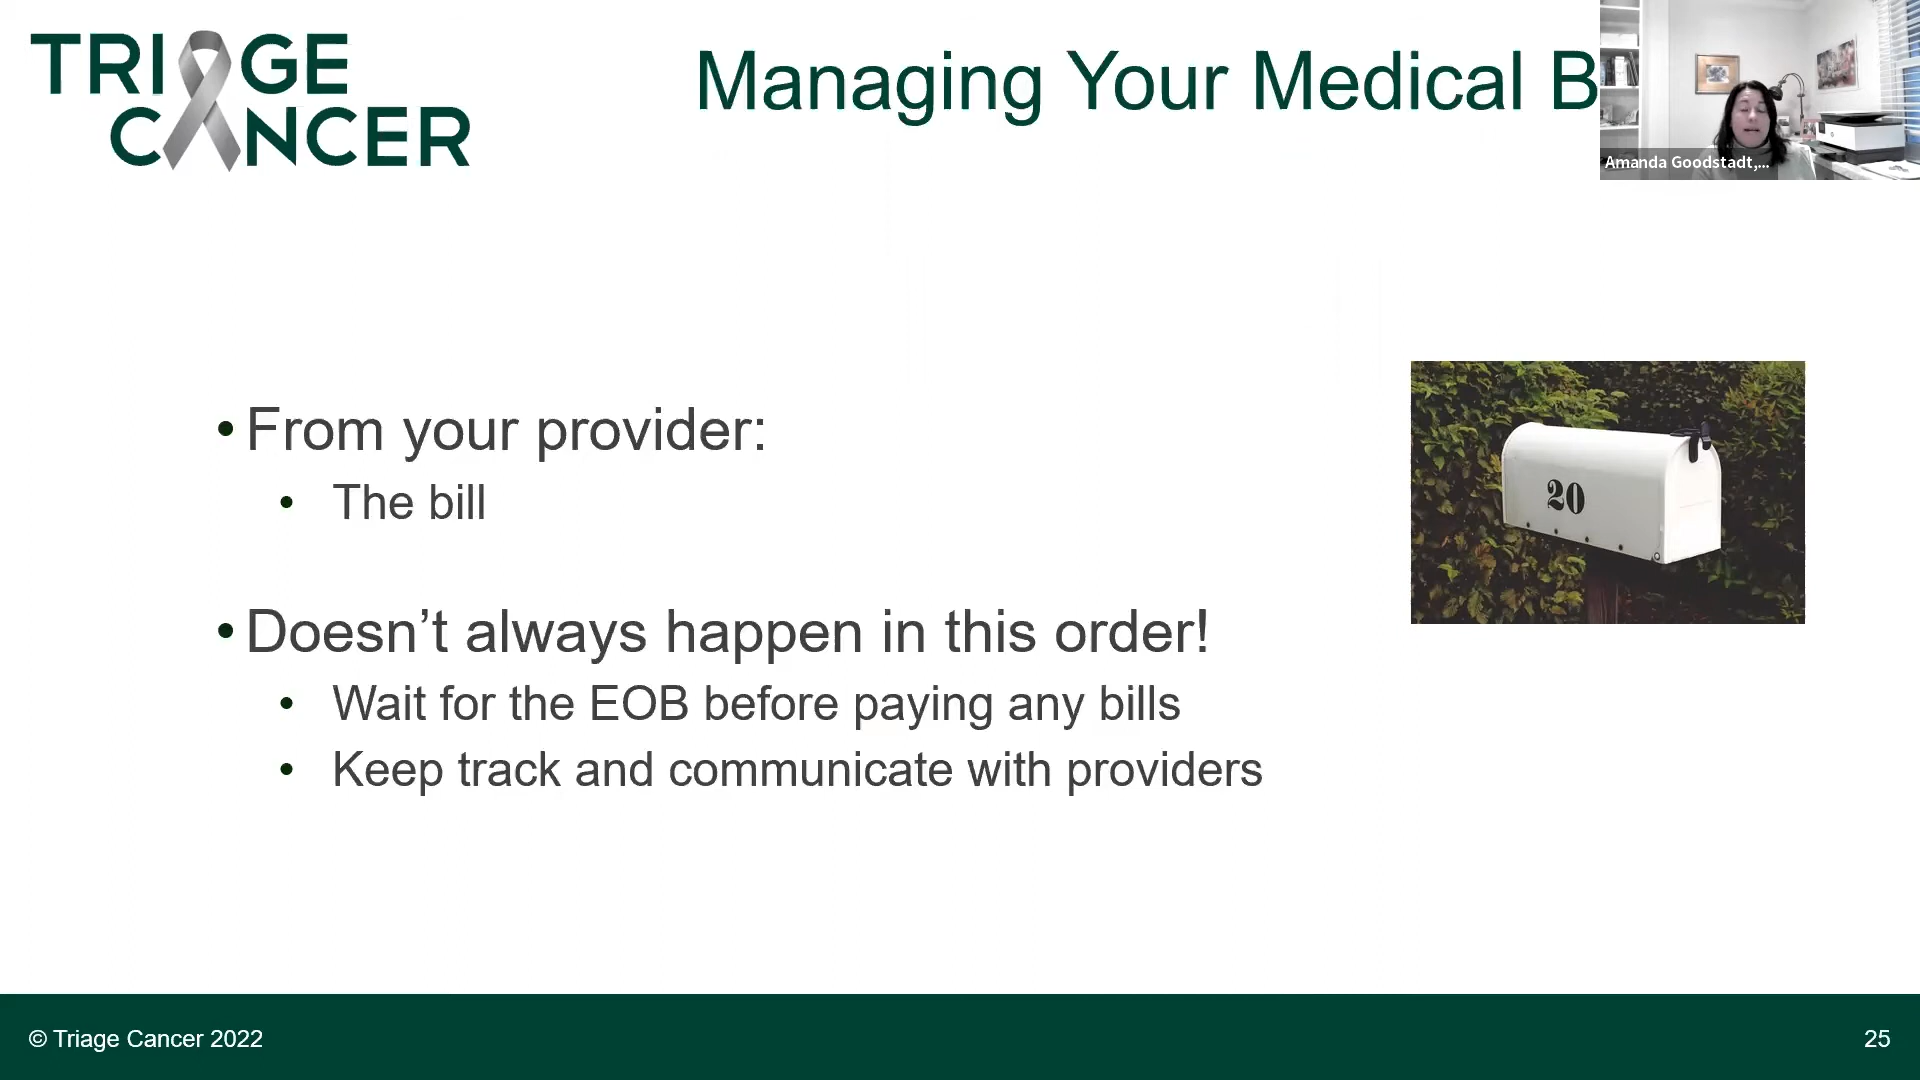 TRIAGE
CANCER
Managing Your Medical B
Amanda Goodstadt,...
• From your provider:
• The bill
20
• Doesn’t always happen in this order!
• Wait for the EOB before paying any bills
• Keep track and communicate with providers
© Triage Cancer 2022
25